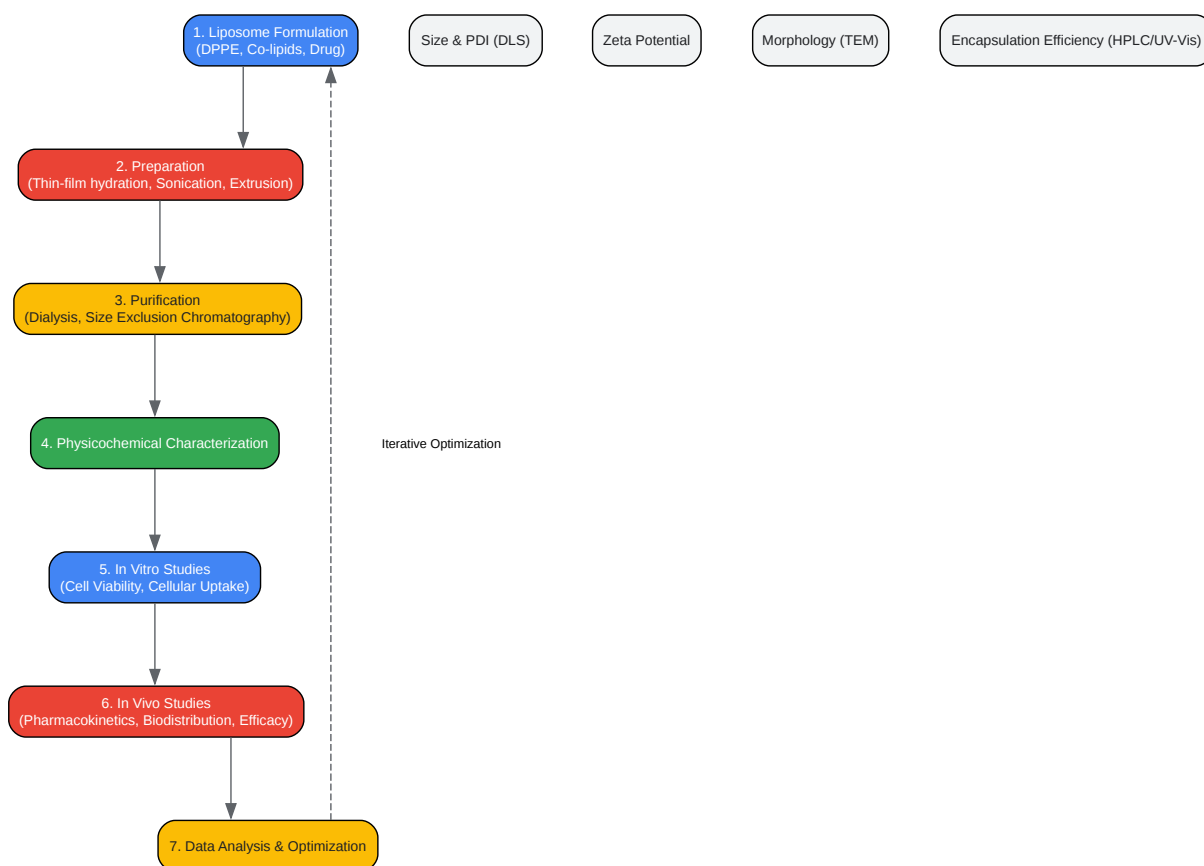 1. Liposome Formulation
(DPPE, Co-lipids, Drug)
Size & PDI (DLS)
Zeta Potential
Morphology (TEM)
Encapsulation Efficiency (HPLC/UV-Vis)
2. Preparation
(Thin-film hydration, Sonication, Extrusion)
3. Purification
(Dialysis, Size Exclusion Chromatography)
4. Physicochemical Characterization
Iterative Optimization
5. In Vitro Studies
(Cell Viability, Cellular Uptake)
6. In Vivo Studies
(Pharmacokinetics, Biodistribution, Efficacy)
7. Data Analysis & Optimization